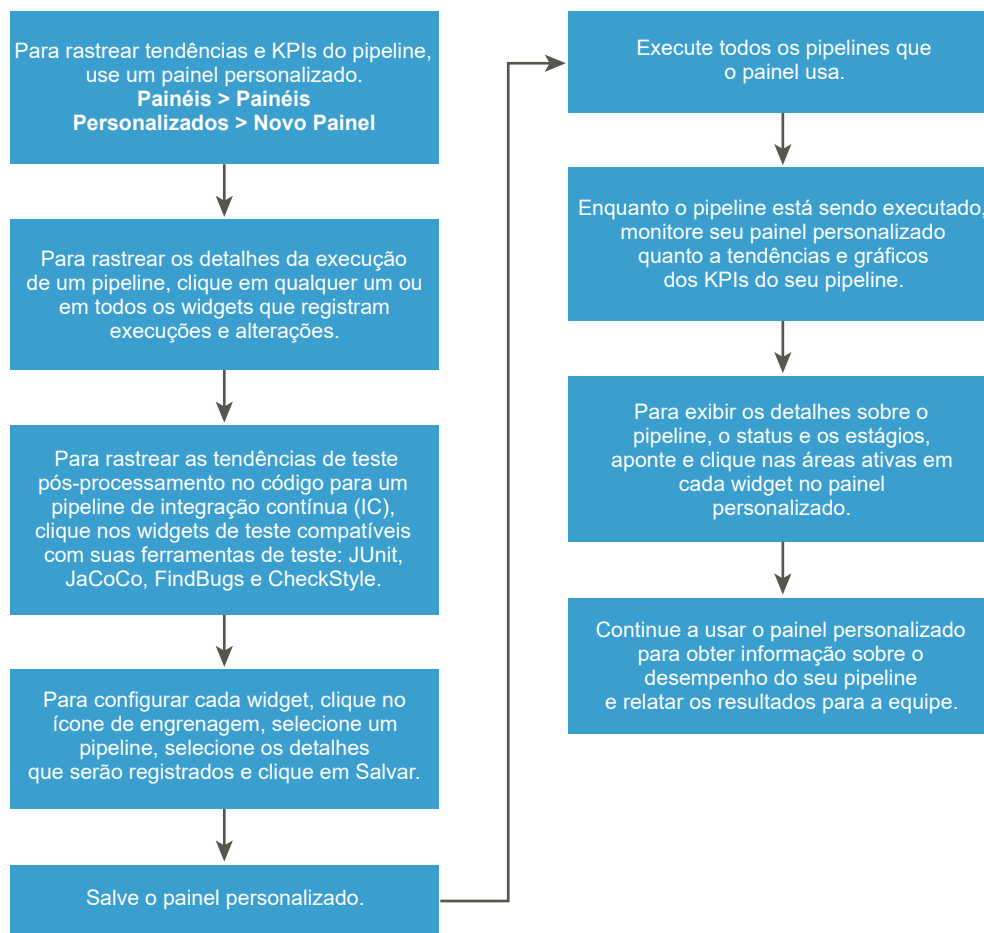 Para rastrear tendências e KPIs do pipeline,
use um painel personalizado.
Painéis > Painéis
Personalizados > Novo Painel
Para rastrear os detalhes da execução
de um pipeline, clique em qualquer um ou
em todos os widgets que registram
execuções e alterações.
Para rastrear as tendências de teste
pós-processamento no código para um
pipeline de integração contínua (IC),
clique nos widgets de teste compatíveis
com suas ferramentas de teste: JUnit,
JaCoCo, FindBugs e CheckStyle.
Para configurar cada widget, clique no
ícone de engrenagem, selecione um
pipeline, selecione os detalhes
que serão registrados e clique em Salvar.
Salve o painel personalizado.
Execute todos os pipelines que
o painel usa.
Enquanto o pipeline está sendo executado,
monitore seu painel personalizado
quanto a tendências e gráficos
dos KPIs do seu pipeline.
Para exibir os detalhes sobre o
pipeline, o status e os estágios,
aponte e clique nas áreas ativas em
cada widget no painel
personalizado.
Continue a usar o painel personalizado
para obter informação sobre o
desempenho do seu pipeline
e relatar os resultados para a equipe.